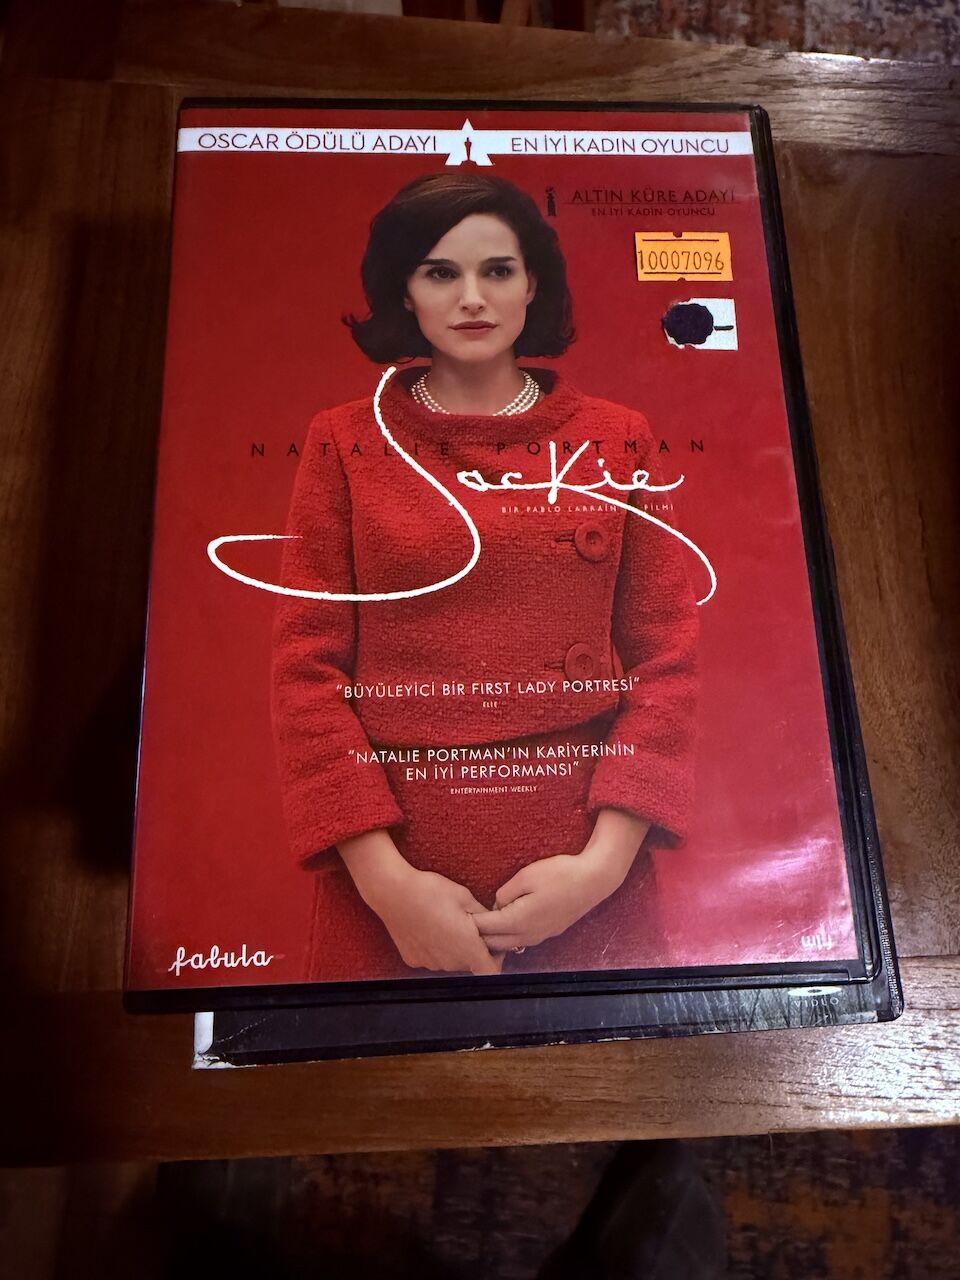 OSCAR ÖDÜLÜ ADAYI EN İYİ KADIN OYUNCU
ALTIN KÜRE ADAYI
EN İYİ KADIN OYUNCU
10007096
NATALIE PORTMAN
Jackie
BİR PABLO LARRAÍN FİLMİ
"BÜYÜLEYİCİ BİR FIRST LADY PORTRESİ"
ELLE
"NATALIE PORTMAN'IN KARİYERİNİN
EN İYİ PERFORMANSI"
ENTERTAINMENT WEEKLY
fabula
VIDEO